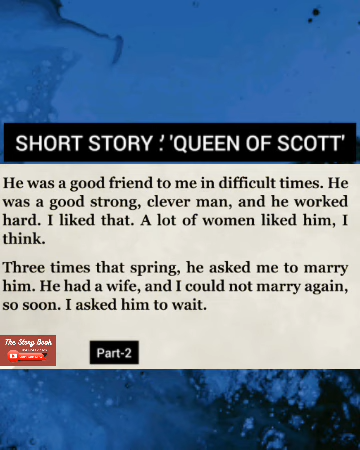 SHORT STORY :' 'QUEEN OF SCOTT'
He was a good friend to me in difficult times. He
was a good strong, clever man, and he worked
hard. I liked that. A lot of women liked him, I
think.
Three times that spring, he asked me to marry
him. He had a wife, and I could not marry again,
so soon. I asked him to wait.
The Story Book
Part-2